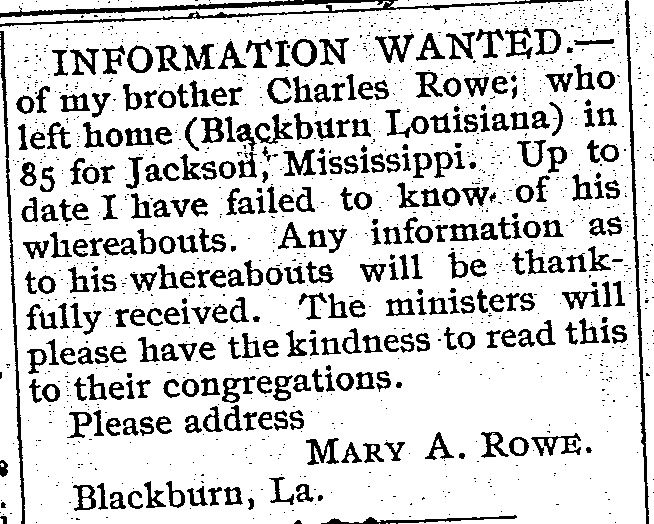 INFORMATION WANTED.—
of my brother Charles Rowe; who
left home (Blackburn Louisiana) in
85 for Jackson, Mississippi. Up to
date I have failed to know of his
whereabouts. Any information as
to his whereabouts will be thank-
fully received. The ministers will
please have the kindness to read this
to their congregations.
Please address
MARY A. ROWE.
Blackburn, La.